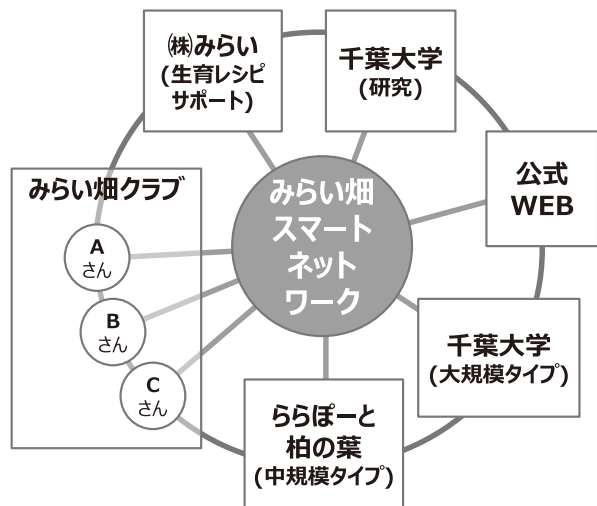 ㈱みらい
(生育レシピ
サポート)
千葉大学
(研究)
公式
WEB
みらい畑クラブ
みらい畑
スマート
ネット
ワーク
A
さん
B
さん
C
さん
千葉大学
(大規模タイプ)
ららぽーと
柏の葉
(中規模タイプ)